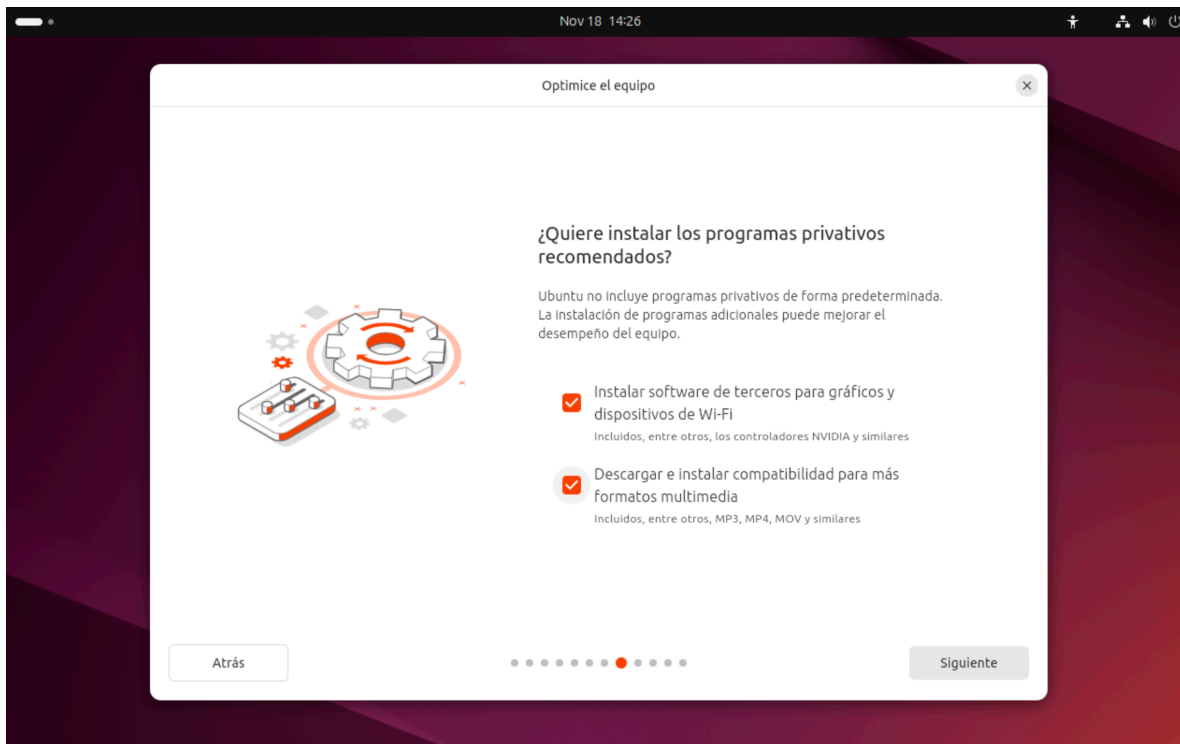 Nov 18 14:26
Optimice el equipo
¿Quiere instalar los programas privativos
recomendados?
Ubuntu no incluye programas privativos de forma predeterminada.
La instalación de programas adicionales puede mejorar el
desempeño del equipo.
Instalar software de terceros para gráficos y
dispositivos de Wi-Fi
Incluidos, entre otros, los controladores NVIDIA y similares
Descargar e instalar compatibilidad para más
formatos multimedia
Incluidos, entre otros, MP3, MP4, MOV y similares
Atrás
Siguiente